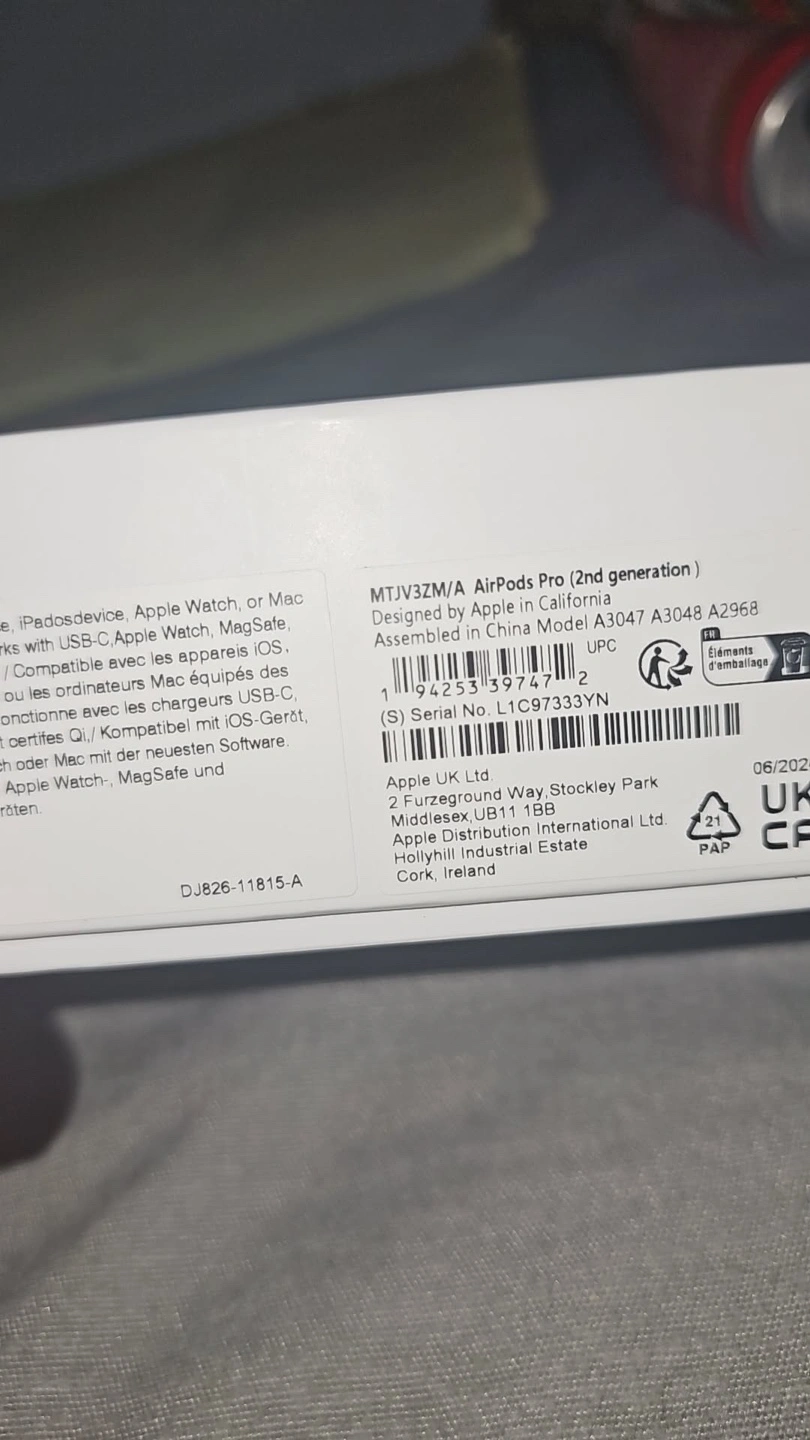 e, iPadosdevice, Apple Watch, or Mac
rks with USB-C,Apple Watch, MagSafe,
/ Compatible avec les appareils iOS,
ou les ordinateurs Mac équipés des
onctionne avec les chargeurs USB-C,
t certifes Qi,/ Kompatibel mit iOS-Gerät,
ch oder Mac mit der neuesten Software.
Apple Watch-, MagSafe und
räten.
DJ826-11815-A
MTJV3ZM/A AirPods Pro (2nd generation)
Designed by Apple in California
Assembled in China Model A3047 A3048 A2968
UPC
1 94253 39747 2
(S) Serial No. L1C97333YN
FR
Éléments
d'emballage
Apple UK Ltd.
2 Furzeground Way,Stockley Park
Middlesex,UB11 1BB
Apple Distribution International Ltd.
Hollyhill Industrial Estate
Cork, Ireland
21
PAP
06/202
UK
CA